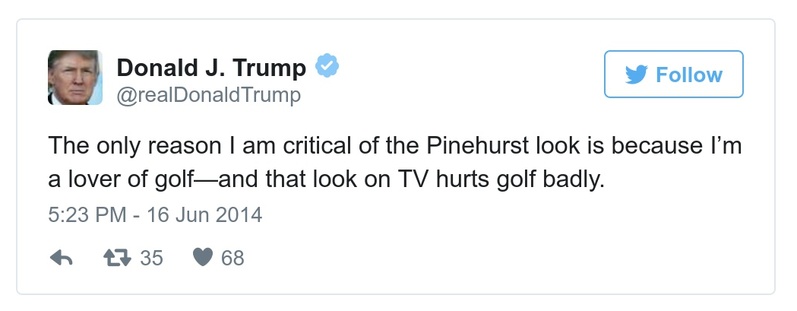 Donald J. Trump
@realDonaldTrump
Follow
The only reason I am critical of the Pinehurst look is because I’m
a lover of golf—and that look on TV hurts golf badly.
5:23 PM - 16 Jun 2014
35 68